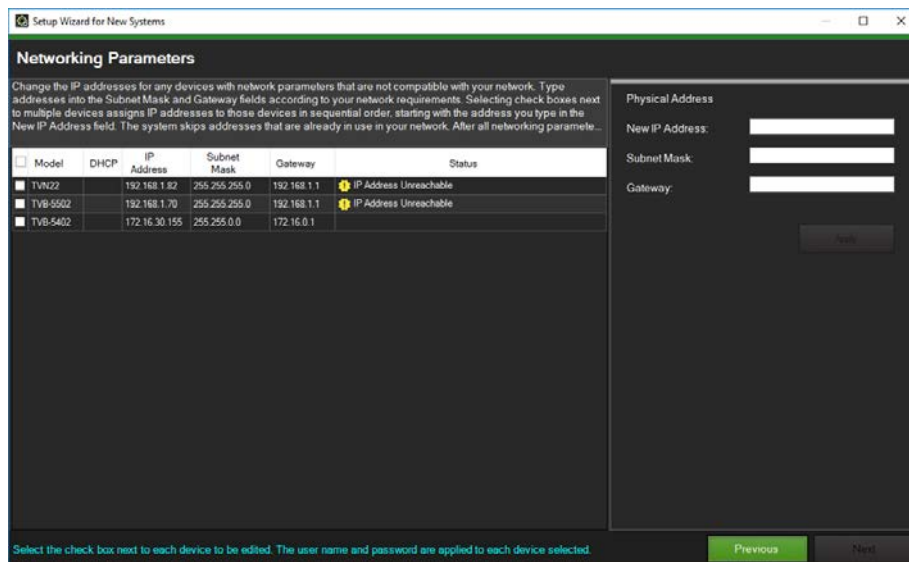 Setup Wizard for New Systems
Networking Parameters
Change the IP addresses for any devices with network parameters that are not compatible with your network. Type
addresses into the Subnet Mask and Gateway fields according to your network requirements. Selecting check boxes next
to multiple devices assigns IP addresses to those devices in sequential order, starting with the address you type in the
New IP Address field. The system skips addresses that are already in use in your network. After all networking paramete...
Model DHCP IP Address Subnet Mask Gateway Status
TVN22 192.168.1.82 255.255.255.0 192.168.1.1 IP Address Unreachable
TVB-5502 192.168.1.70 255.255.255.0 192.168.1.1 IP Address Unreachable
TVB-5402 172.16.30.155 255.255.0.0 172.16.0.1
Physical Address
New IP Address:
Subnet Mask:
Gateway:
Apply
Select the check box next to each device to be edited. The user name and password are applied to each device selected.
Previous
Next